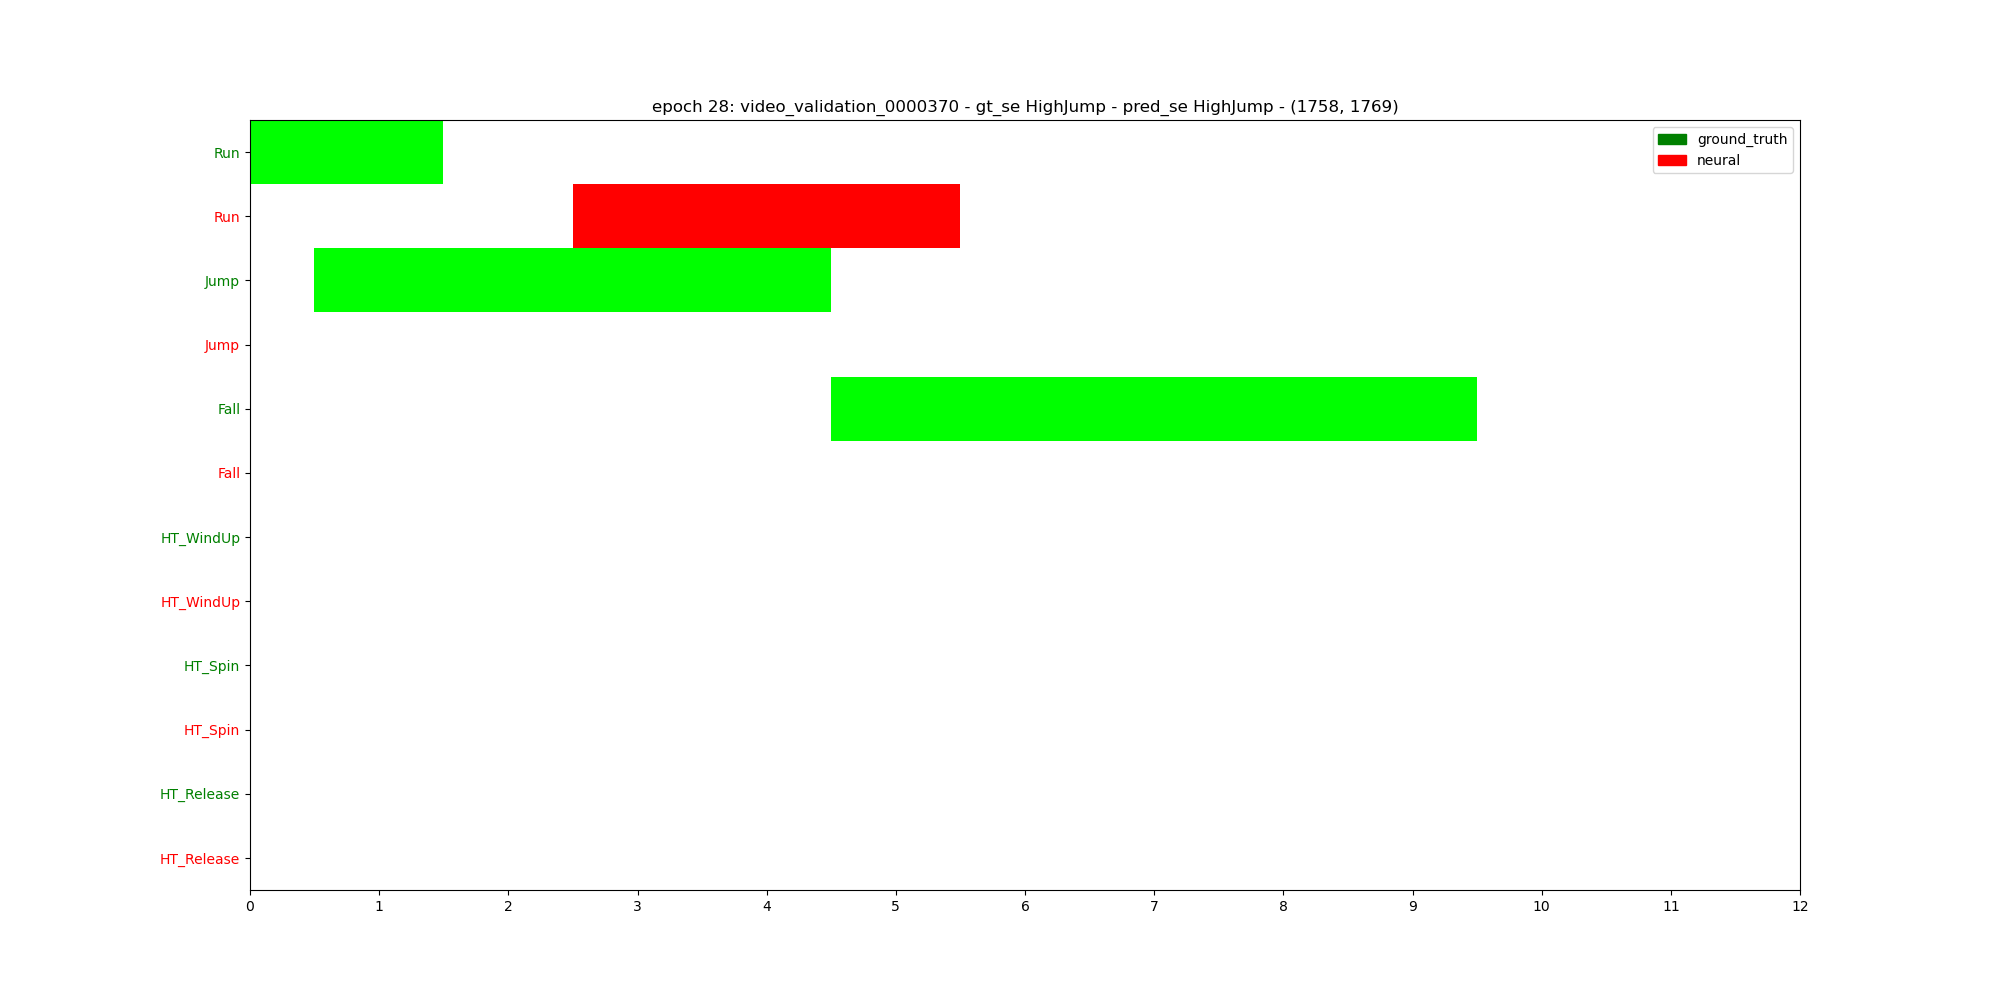 epoch 28: video_validation_0000370 - gt_se HighJump - pred_se HighJump - (1758, 1769)
ground_truth
neural
Run
Run
Jump
Jump
Fall
Fall
HT_WindUp
HT_WindUp
HT_Spin
HT_Spin
HT_Release
HT_Release
0 1 2 3 4 5 6 7 8 9 10 11 12